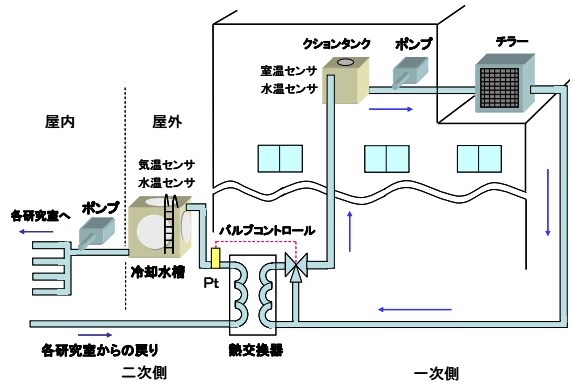 クションタンク
ポンプ
チラー
室温センサ
水温センサ
屋内
屋外
気温センサ
水温センサ
各研究室へ
ポンプ
バルブコントロール
冷却水槽
Pt
各研究室からの戻り
熱交換器
二次側
一次側